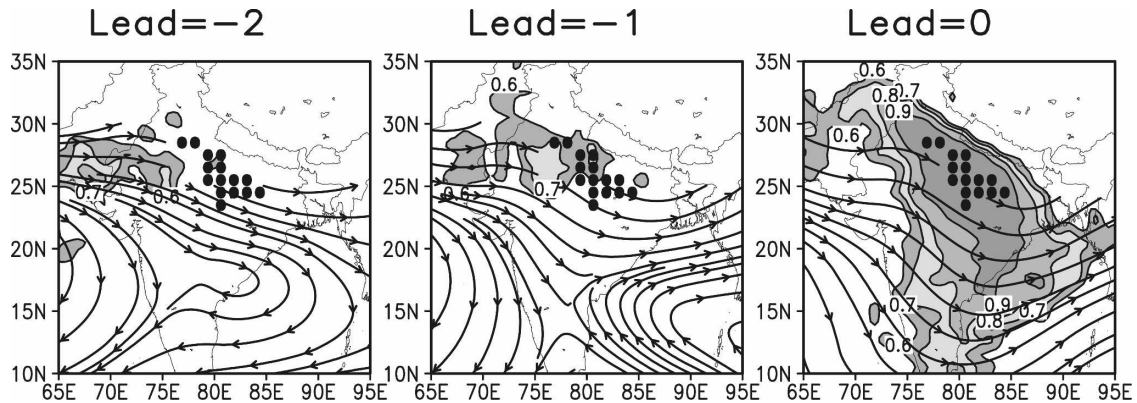 Lead=−2 Lead=−1 Lead=0
35N 35N 35N
0.6 0.6 0.7
0.8
0.9
30N 30N 30N
0.6
25N 25N 25N
0.7 0.6 0.6 0.7
20N 20N 20N
15N 15N 15N
0.7 0.9 0.7
0.8
0.6
10N 10N 10N
65E 70E 75E 80E 85E 90E 95E 65E 70E 75E 80E 85E 90E 95E 65E 70E 75E 80E 85E 90E 95E